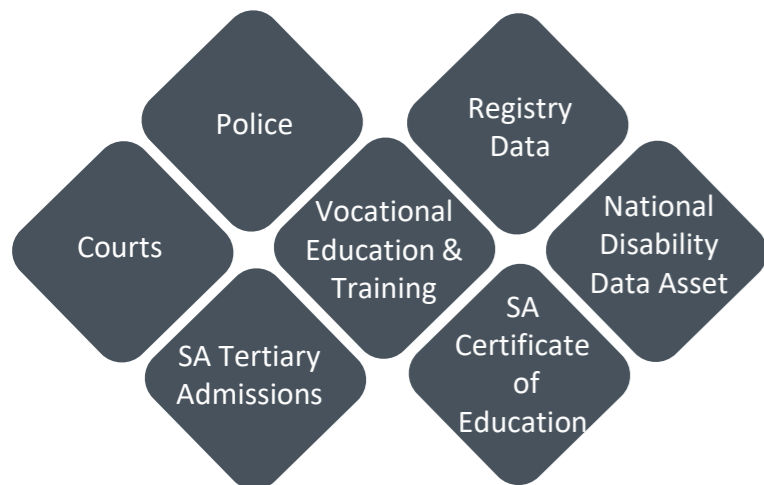 Police
Registry
Data
Courts
Vocational
Education &
Training
National
Disability
Data Asset
SA Tertiary
Admissions
SA
Certificate
of
Education